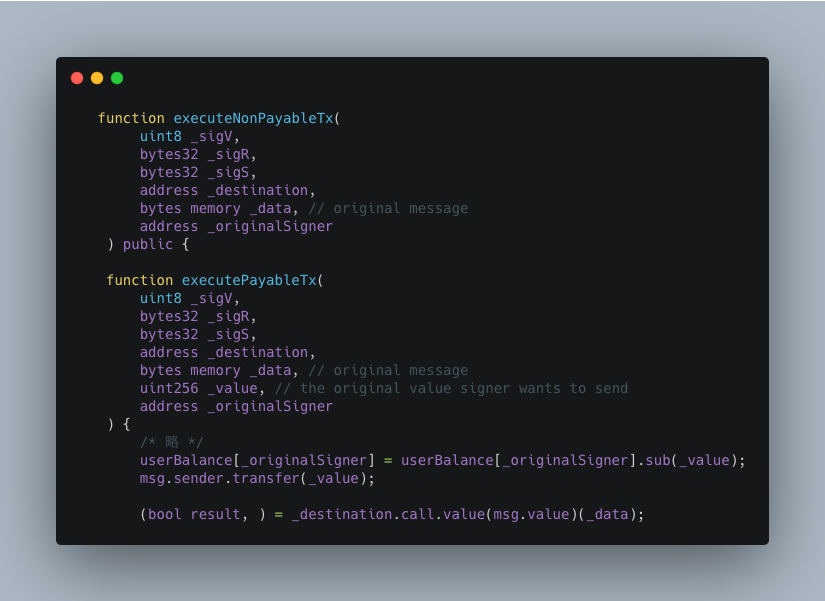 function executeNonPayableTx(
uint8 _sigV,
bytes32 _sigR,
bytes32 _sigS,
address _destination,
bytes memory _data, // original message
address _originalSigner
) public {
function executePayableTx(
uint8 _sigV,
bytes32 _sigR,
bytes32 _sigS,
address _destination,
bytes memory _data, // original message
uint256 _value, // the original value signer wants to send
address _originalSigner
) {
/* 略 */
userBalance[_originalSigner] = userBalance[_originalSigner].sub(_value);
msg.sender.transfer(_value);
(bool result, ) = _destination.call.value(msg.value)(_data);